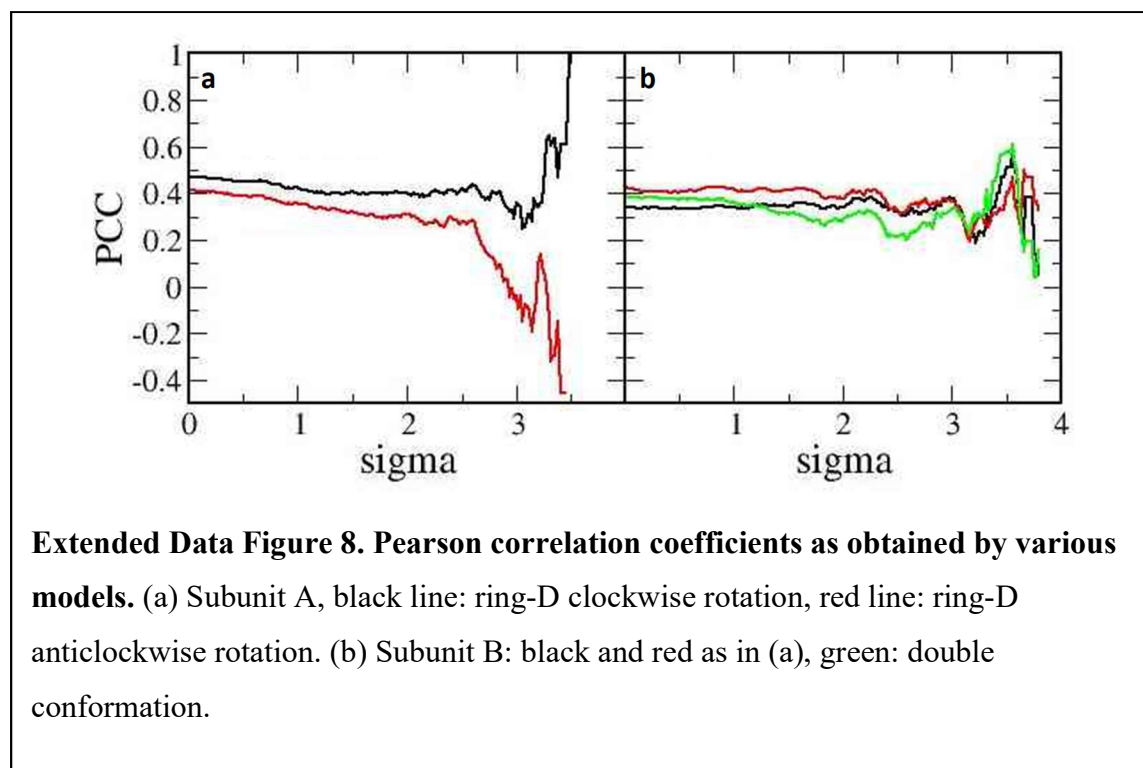 a
b
1
0.8
0.6
0.4
0.2
0
-0.2
-0.4
PCC
0 1 2 3
1 2 3 4
sigma
sigma
Extended Data Figure 8. Pearson correlation coefficients as obtained by various
models. (a) Subunit A, black line: ring-D clockwise rotation, red line: ring-D
anticlockwise rotation. (b) Subunit B: black and red as in (a), green: double
conformation.